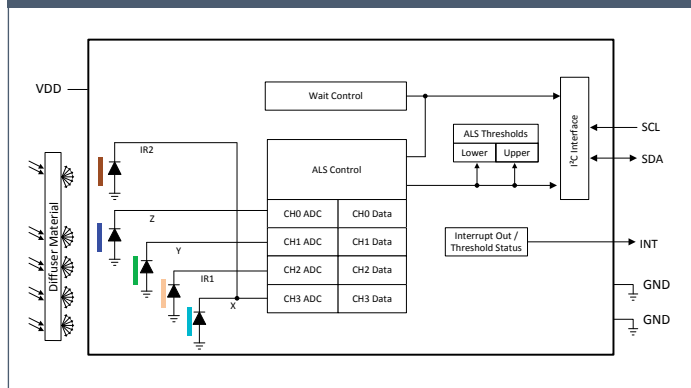 VDD
Wait Control
ALS Thresholds
Lower
Upper
I²C Interface
SCL
SDA
IR2
ALS Control
Diffuser Material
Z
CH0 ADC
CH0 Data
Y
CH1 ADC
CH1 Data
Interrupt Out /
Threshold Status
INT
IR1
CH2 ADC
CH2 Data
GND
X
CH3 ADC
CH3 Data
GND